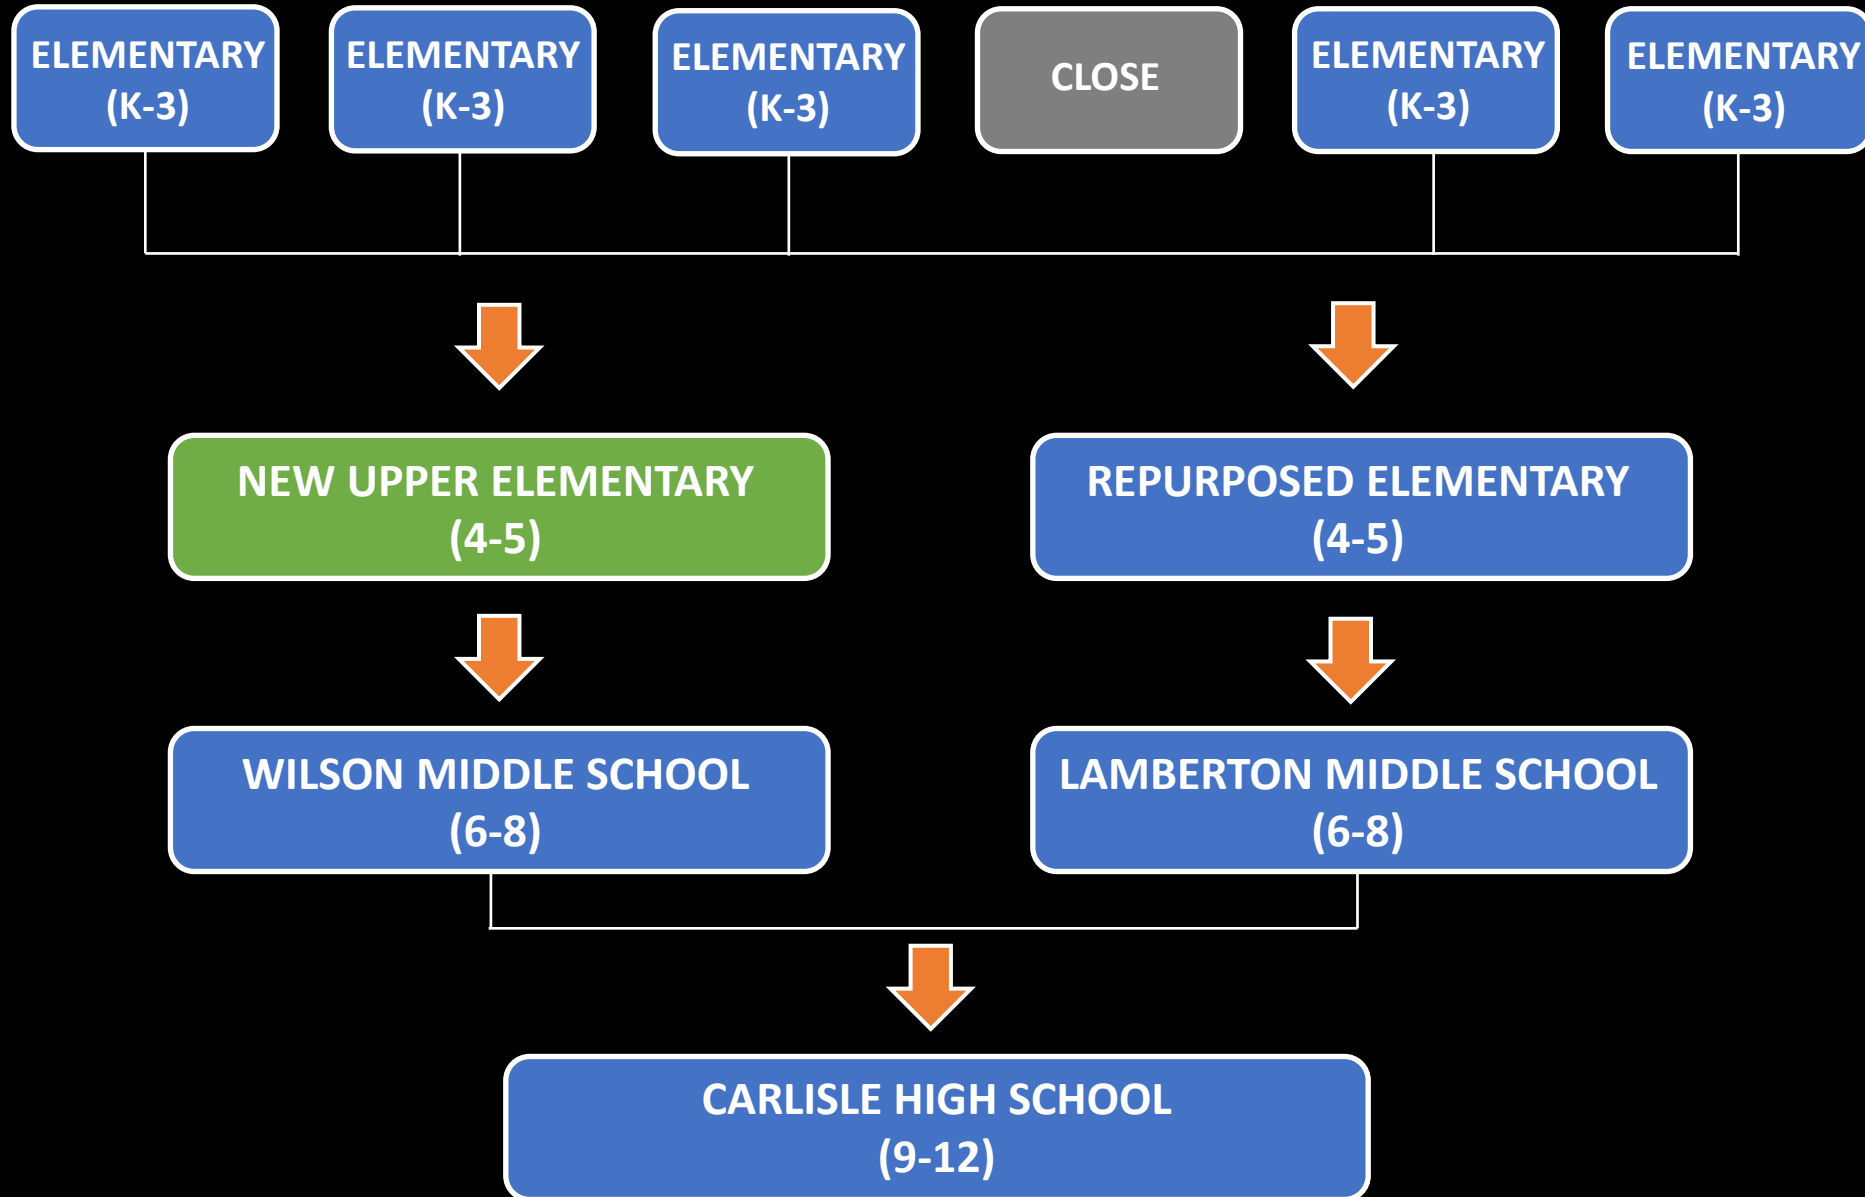 ELEMENTARY
(K-3)
ELEMENTARY
(K-3)
ELEMENTARY
(K-3)
CLOSE
ELEMENTARY
(K-3)
ELEMENTARY
(K-3)
NEW UPPER ELEMENTARY
(4-5)
REPURPOSED ELEMENTARY
(4-5)
WILSON MIDDLE SCHOOL
(6-8)
LAMBERTON MIDDLE SCHOOL
(6-8)
CARLISLE HIGH SCHOOL
(9-12)